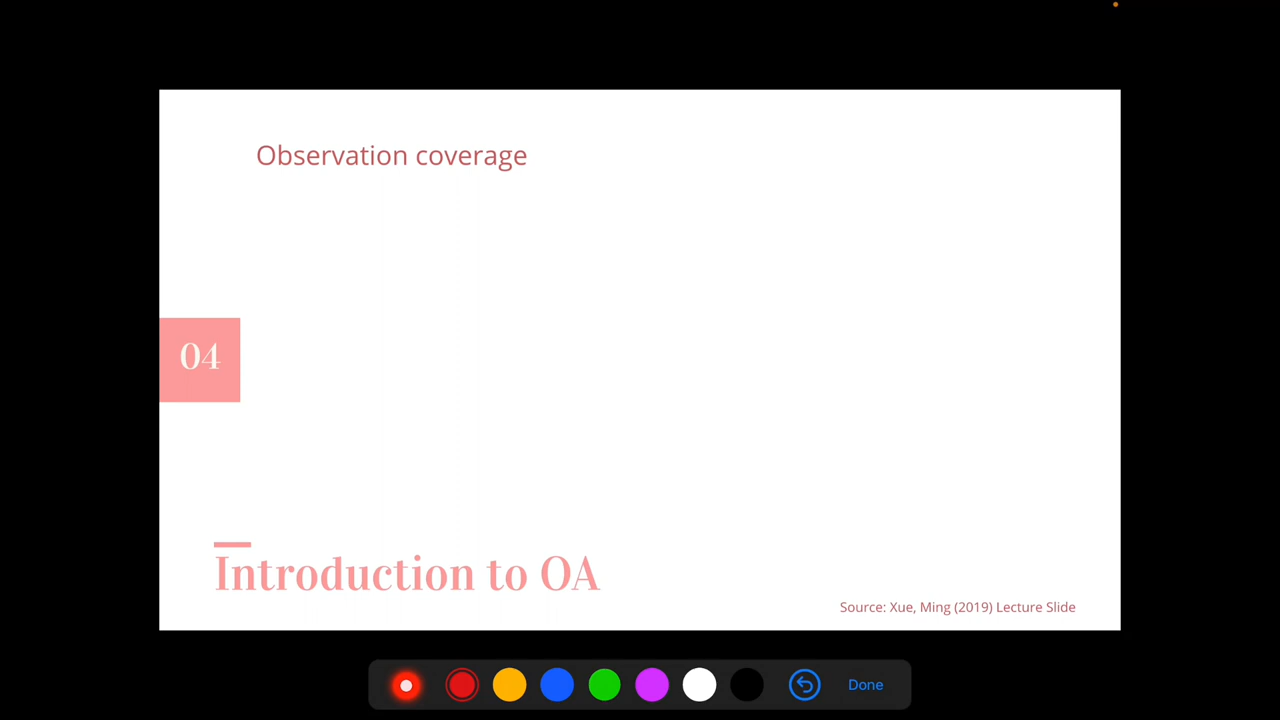 Observation coverage
04
Introduction to OA
Source: Xue, Ming (2019) Lecture Slide
Done